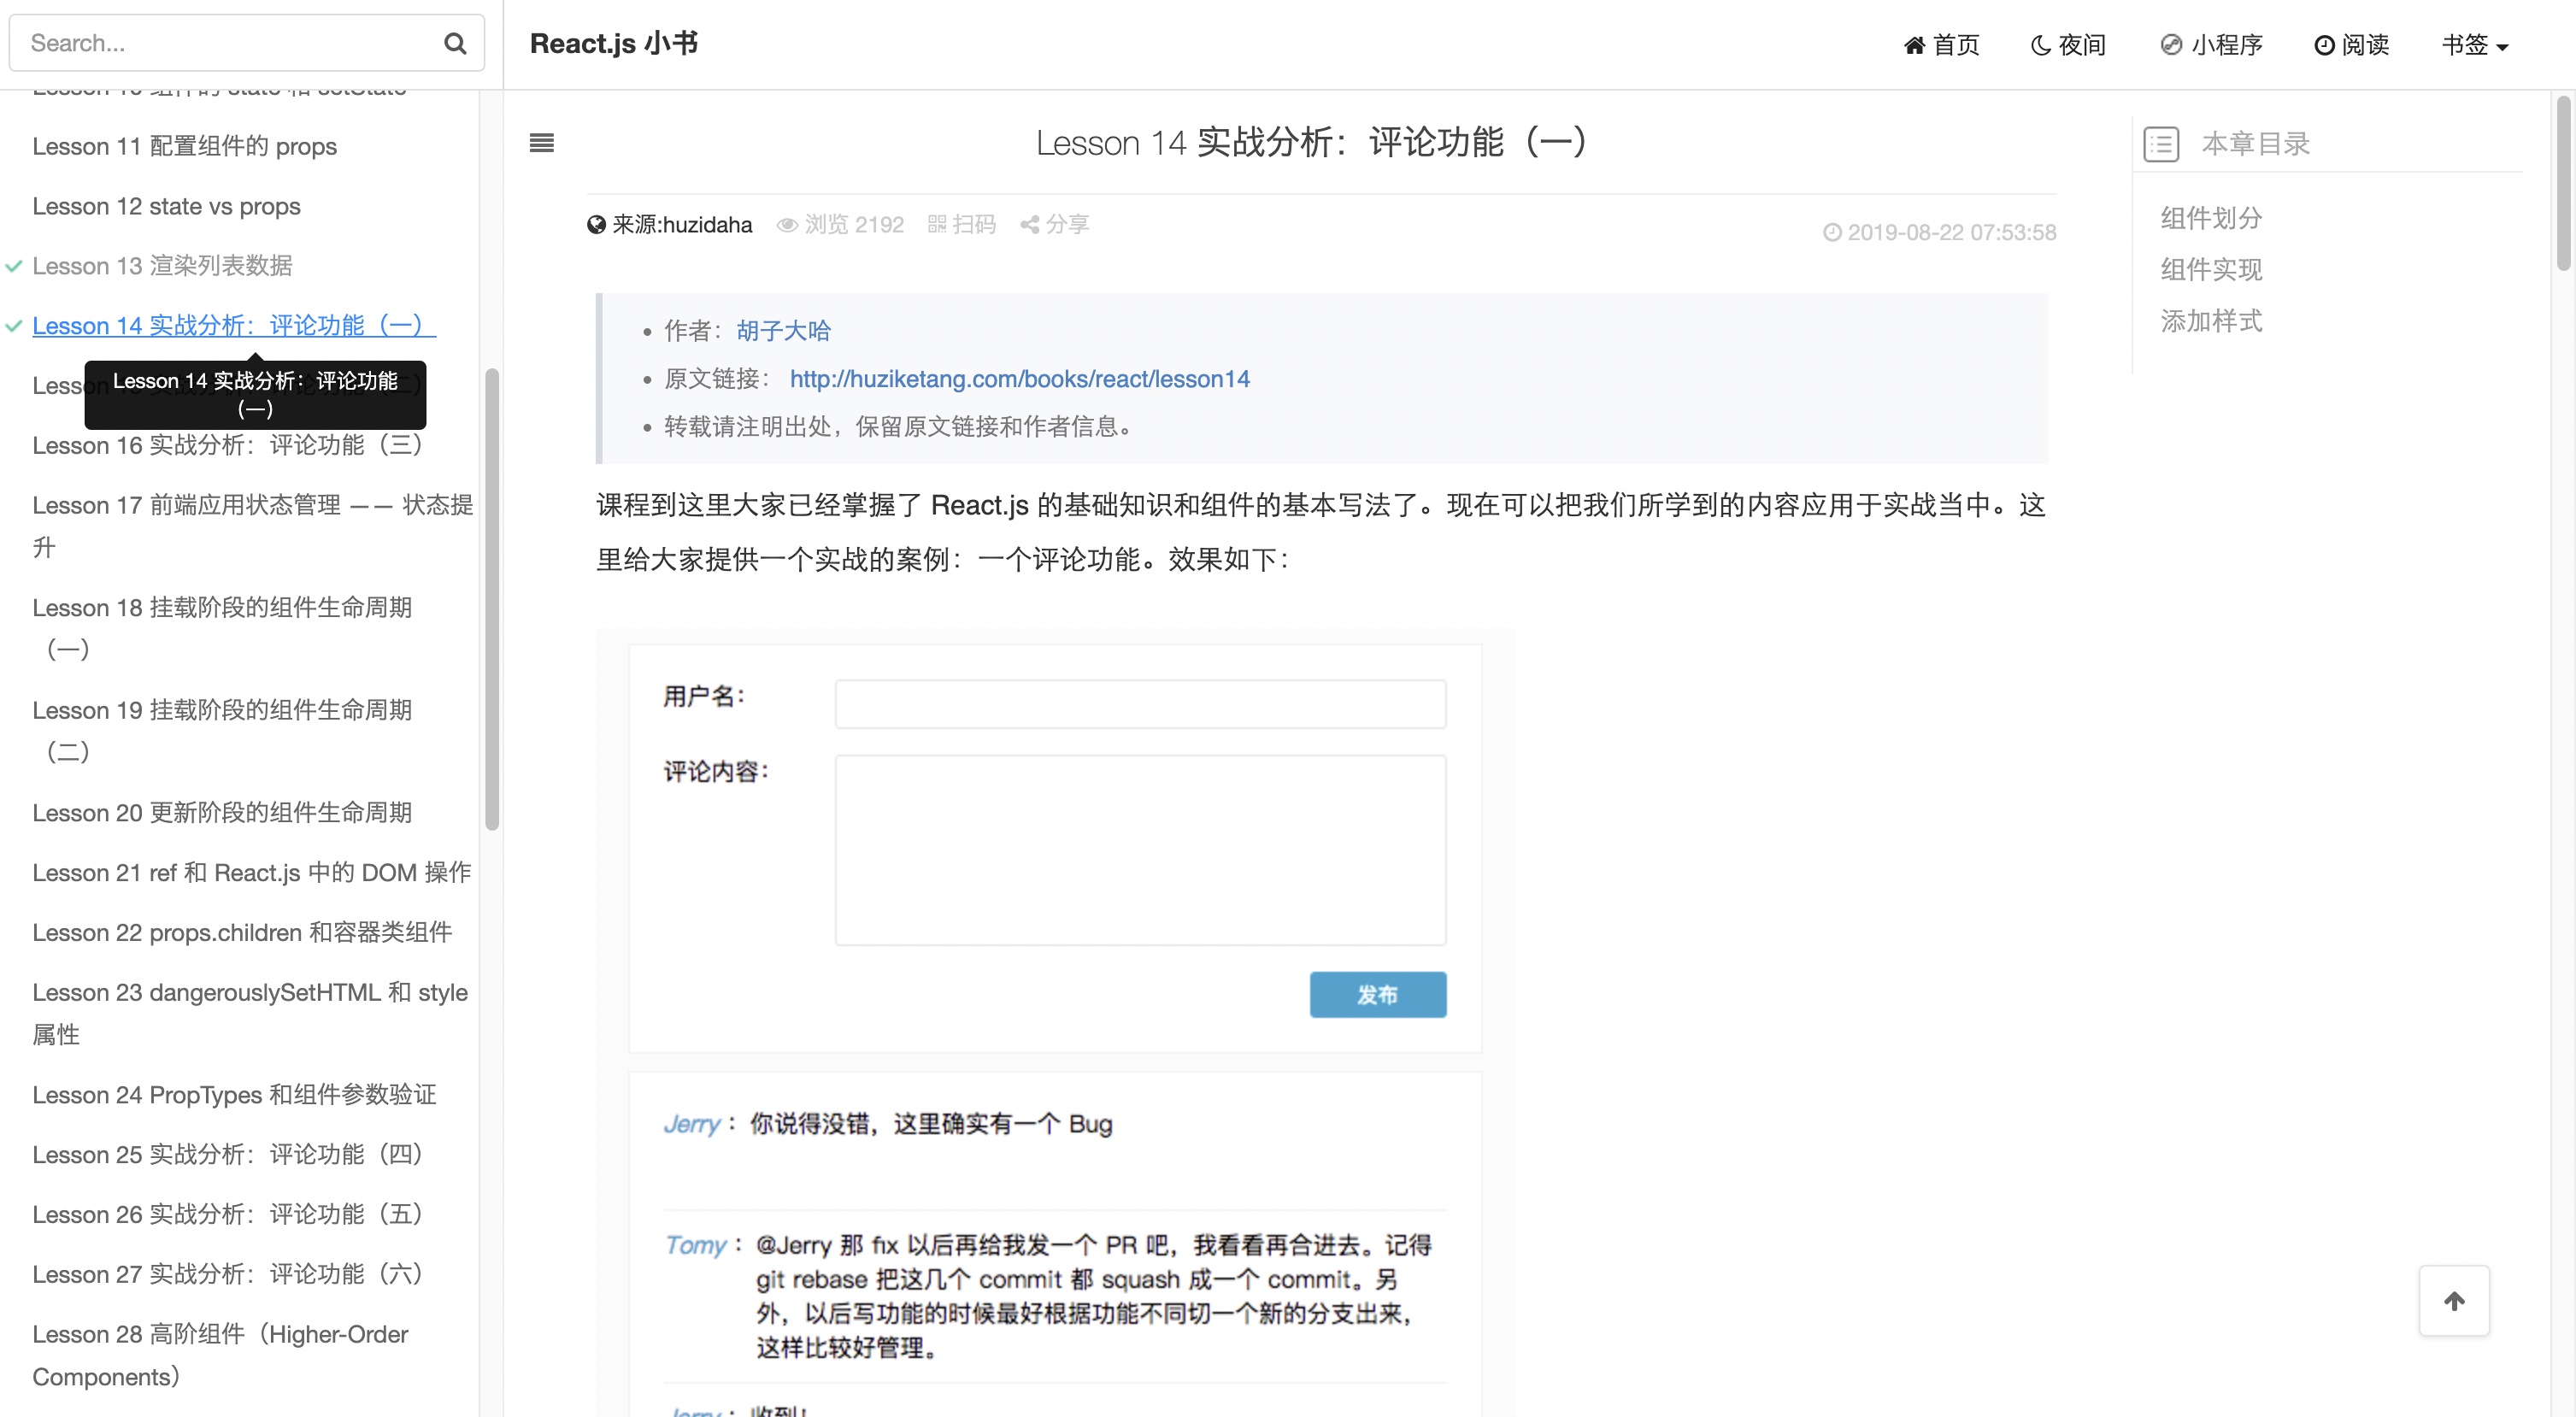 Search...
React.js 小书
首页
夜间
小程序
阅读
书签
Lesson 10 组件的 state 和 setState
Lesson 11 配置组件的 props
Lesson 12 state vs props
Lesson 13 渲染列表数据
Lesson 14 实战分析：评论功能（一）
Lesson 14 实战分析：评论功能
（一）
Lesson 16 实战分析：评论功能（三）
Lesson 17 前端应用状态管理 —— 状态提
升
Lesson 18 挂载阶段的组件生命周期
（一）
Lesson 19 挂载阶段的组件生命周期
（二）
Lesson 20 更新阶段的组件生命周期
Lesson 21 ref 和 React.js 中的 DOM 操作
Lesson 22 props.children 和容器类组件
Lesson 23 dangerouslySetHTML 和 style
属性
Lesson 24 PropTypes 和组件参数验证
Lesson 25 实战分析：评论功能（四）
Lesson 26 实战分析：评论功能（五）
Lesson 27 实战分析：评论功能（六）
Lesson 28 高阶组件（Higher-Order
Components）
Lesson 14 实战分析：评论功能（一）
来源:huzidaha 浏览 2192 扫码 分享
2019-08-22 07:53:58
作者：胡子大哈
原文链接： http://huziketang.com/books/react/lesson14
转载请注明出处，保留原文链接和作者信息。
课程到这里大家已经掌握了 React.js 的基础知识和组件的基本写法了。现在可以把我们所学到的内容应用于实战当中。这
里给大家提供一个实战的案例：一个评论功能。效果如下：
用户名：
评论内容：
发布
Jerry：你说得没错，这里确实有一个 Bug
Tomy：@Jerry 那 fix 以后再给我发一个 PR 吧，我看看再合进去。记得
git rebase 把这几个 commit 都 squash 成一个 commit。另
外，以后写功能的时候最好根据功能不同切一个新的分支出来，
这样比较好管理。
Jerry：收到！
本章目录
组件划分
组件实现
添加样式